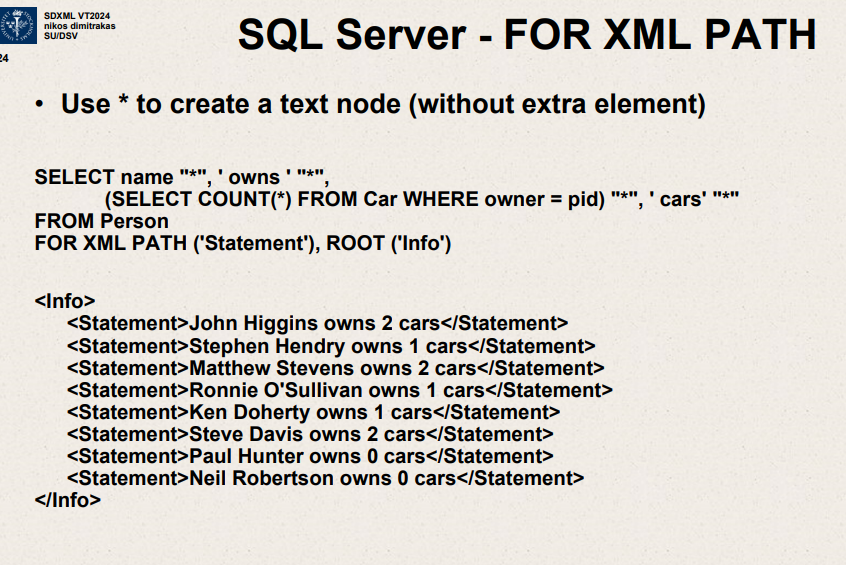 SDXML VT2024
nikos dimitrakas
SU/DSV
24
SQL Server - FOR XML PATH
• Use * to create a text node (without extra element)
SELECT name "*", ' owns ' "*",
(SELECT COUNT(*) FROM Car WHERE owner = pid) "*", ' cars' "*"
FROM Person
FOR XML PATH ('Statement'), ROOT ('Info')
<Info>
<Statement>John Higgins owns 2 cars</Statement>
<Statement>Stephen Hendry owns 1 cars</Statement>
<Statement>Matthew Stevens owns 2 cars</Statement>
<Statement>Ronnie O'Sullivan owns 1 cars</Statement>
<Statement>Ken Doherty owns 1 cars</Statement>
<Statement>Steve Davis owns 2 cars</Statement>
<Statement>Paul Hunter owns 0 cars</Statement>
<Statement>Neil Robertson owns 0 cars</Statement>
</Info>